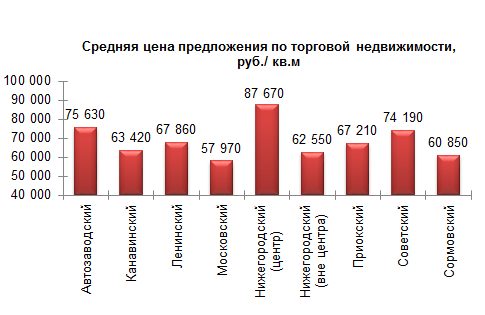 Средняя цена предложения по торговой недвижимости,
руб./ кв.м
100 000
90 000
80 000
70 000
60 000
50 000
40 000
75 630
63 420
67 860
57 970
87 670
62 550
67 210
74 190
60 850
Автозаводский
Канавинский
Ленинский
Московский
Нижегородский
(центр)
Нижегородский
(вне центра)
Приокский
Советский
Сормовский